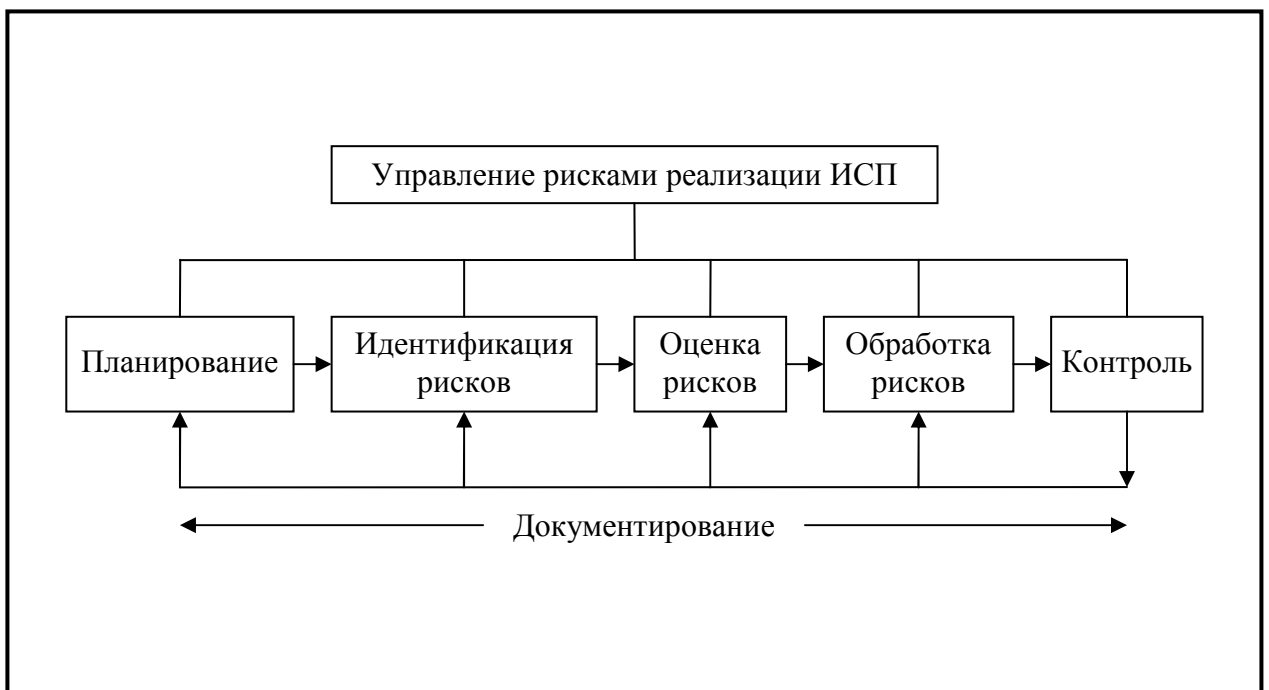 Управление рисками реализации ИСП
Планирование
Идентификация
рисков
Оценка
рисков
Обработка
рисков
Контроль
Документирование